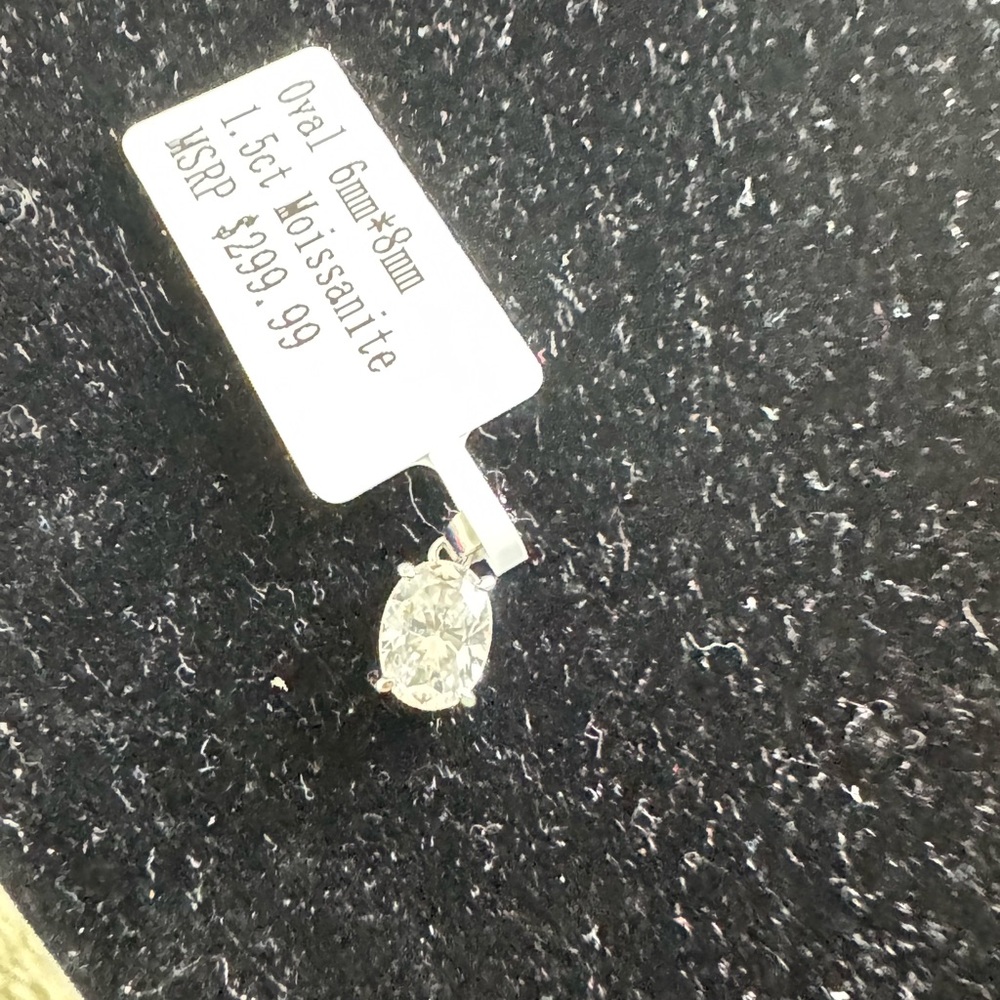 Oval 6mm*8mm
1.5ct Moissanite
MSRP $299.99